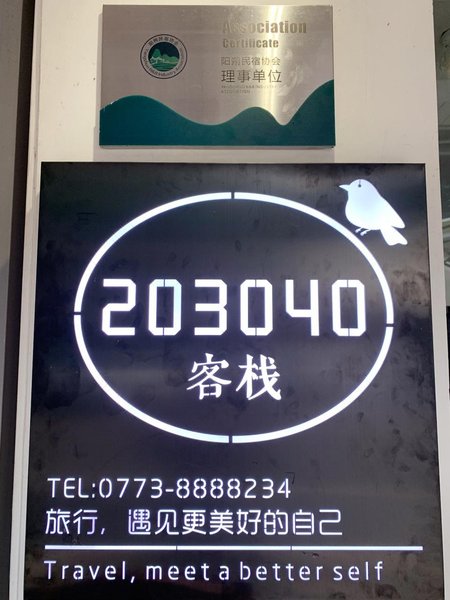 Association
Certificate
阳朔民宿协会
理事单位
203040
客栈
TEL:0773-8888234
旅行，遇见更美好的自己
Travel, meet a better self